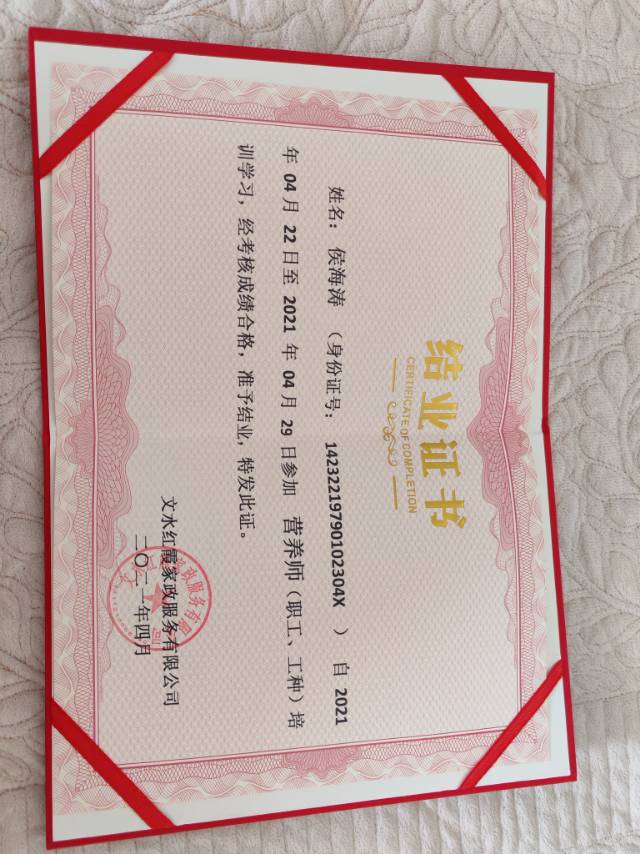 结业证书
CERTIFICATE OF COMPLETION
姓名：侯海涛（身份证号：14232219790102304X）自 2021
年 04 月 22 日至 2021 年 04 月 29 日参加 营养师（职工、工种）培
训学习，经考核成绩合格，准予结业，特发此证。
文水红霞家政服务有限公司
二〇二一年四月